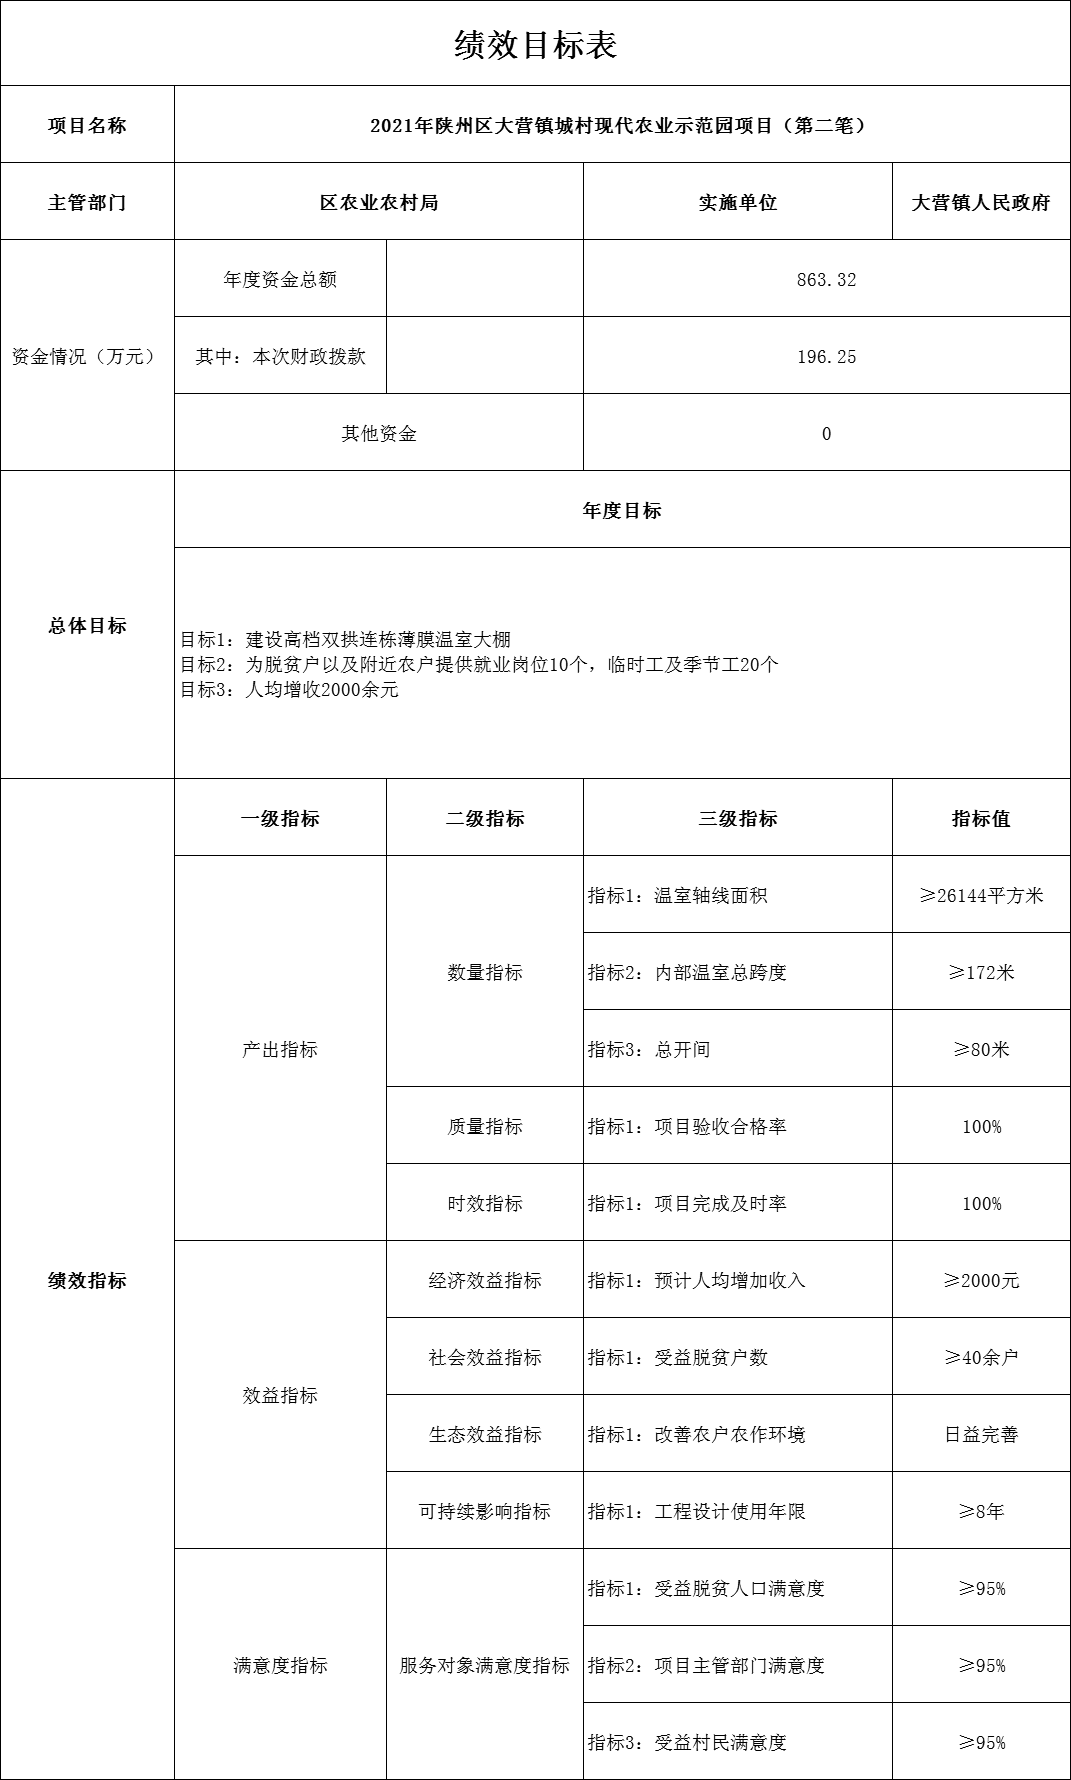 绩效目标表
项目名称
2021年陕州区大营镇城村现代农业示范园项目（第二笔）
主管部门
区农业农村局
实施单位
大营镇人民政府
资金情况（万元）
年度资金总额
863.32
其中：本次财政拨款
196.25
其他资金
0
总体目标
年度目标
目标1：建设高档双拱连栋薄膜温室大棚
目标2：为脱贫户以及附近农户提供就业岗位10个，临时工及季节工20个
目标3：人均增收2000余元
绩效指标
一级指标
二级指标
三级指标
指标值
产出指标
数量指标
指标1：温室轴线面积
≥26144平方米
指标2：内部温室总跨度
≥172米
指标3：总开间
≥80米
质量指标
指标1：项目验收合格率
100%
时效指标
指标1：项目完成及时率
100%
效益指标
经济效益指标
指标1：预计人均增加收入
≥2000元
社会效益指标
指标1：受益脱贫户数
≥40余户
生态效益指标
指标1：改善农户农作环境
日益完善
可持续影响指标
指标1：工程设计使用年限
≥8年
满意度指标
服务对象满意度指标
指标1：受益脱贫人口满意度
≥95%
指标2：项目主管部门满意度
≥95%
指标3：受益村民满意度
≥95%